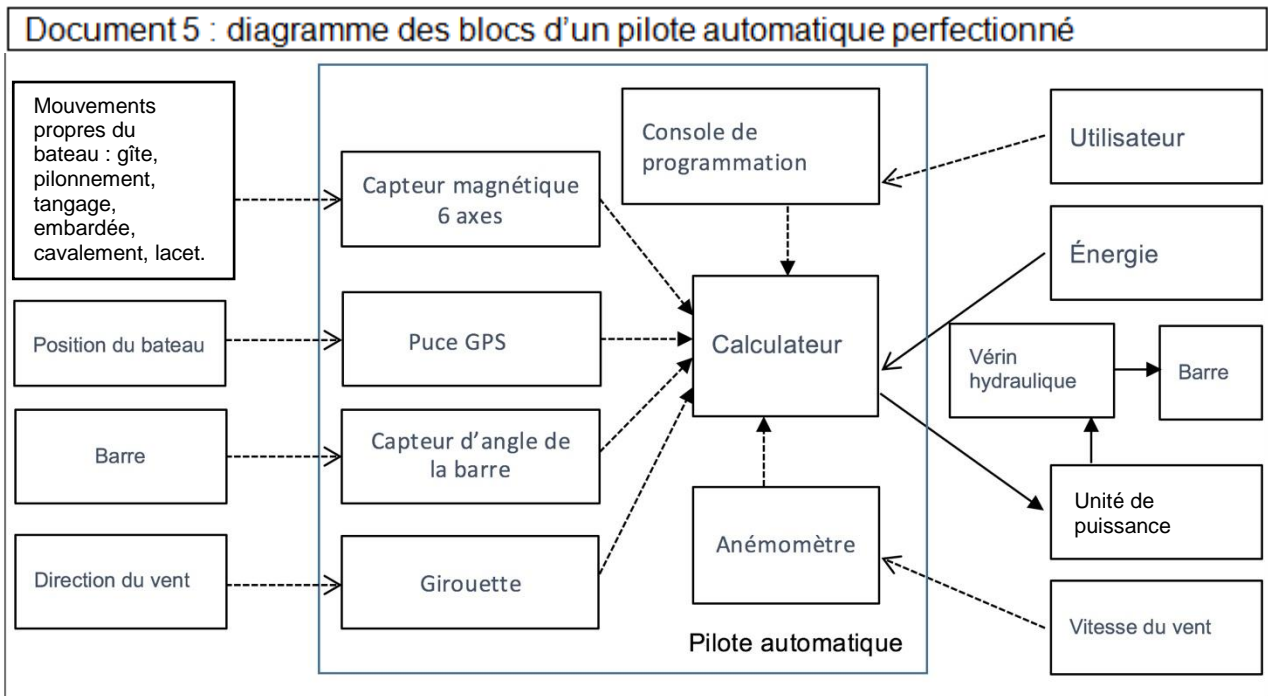 Document 5 : diagramme des blocs d'un pilote automatique perfectionné
Mouvements
propres du
bateau : gîte,
pilonnement,
tangage,
embardée,
cavalement, lacet.
Capteur magnétique
6 axes
Console de
programmation
Utilisateur
Énergie
Position du bateau
Puce GPS
Calculateur
Vérin
hydraulique
Barre
Barre
Capteur d'angle de
la barre
Unité de
puissance
Anémomètre
Direction du vent
Girouette
Vitesse du vent
Pilote automatique